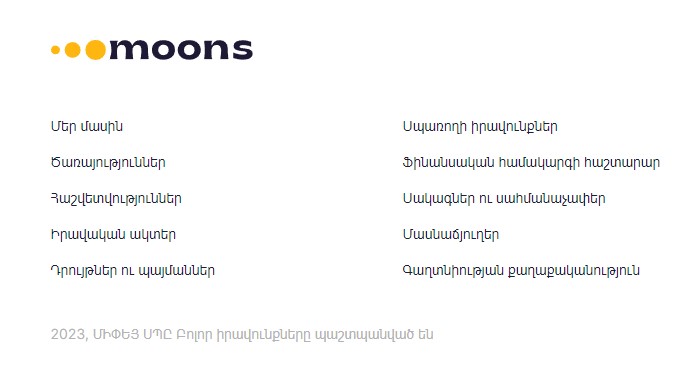 moons
Մեր մասին
Ծառայություններ
Հաշվետվություններ
Իրավական ակտեր
Դրույթներ ու պայմաններ
Սպառողի իրավունքներ
Ֆինանսական համակարգի հաշտարար
Սակագներ ու սահմանաչափեր
Մասնաճյուղեր
Գաղտնիության քաղաքականություն
2023, ՄԻՓԵՅ ՍՊԸ Բոլոր իրավունքները պաշտպանված են